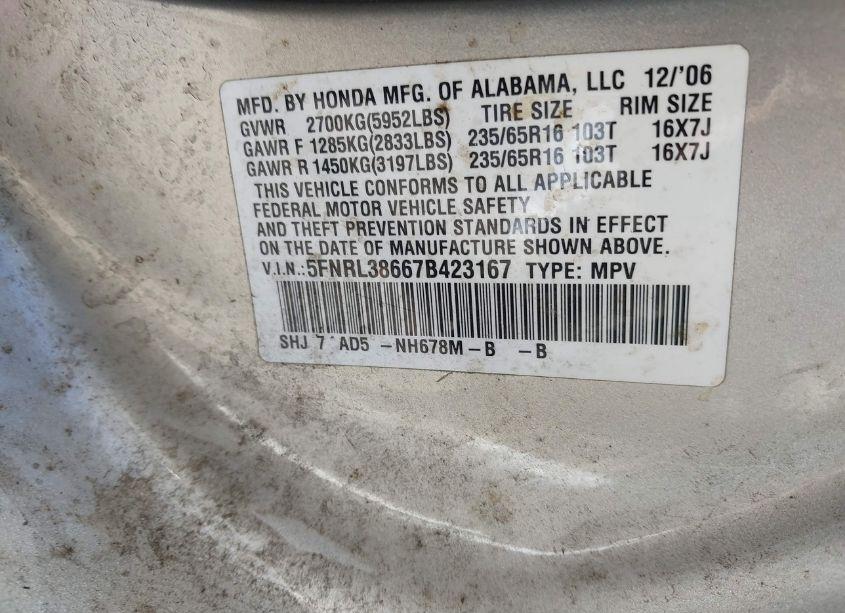 MFD. BY HONDA MFG. OF ALABAMA, LLC 12/'06
GVWR 2700KG(5952LBS) TIRE SIZE RIM SIZE
GAWR F 1285KG(2833LBS) 235/65R16 103T 16X7J
GAWR R 1450KG(3197LBS) 235/65R16 103T 16X7J
THIS VEHICLE CONFORMS TO ALL APPLICABLE
FEDERAL MOTOR VEHICLE SAFETY
AND THEFT PREVENTION STANDARDS IN EFFECT
ON THE DATE OF MANUFACTURE SHOWN ABOVE.
V.I.N.:5FNRL38667B423167 TYPE: MPV
SHJ 7 AD5 -NH678M-B -B